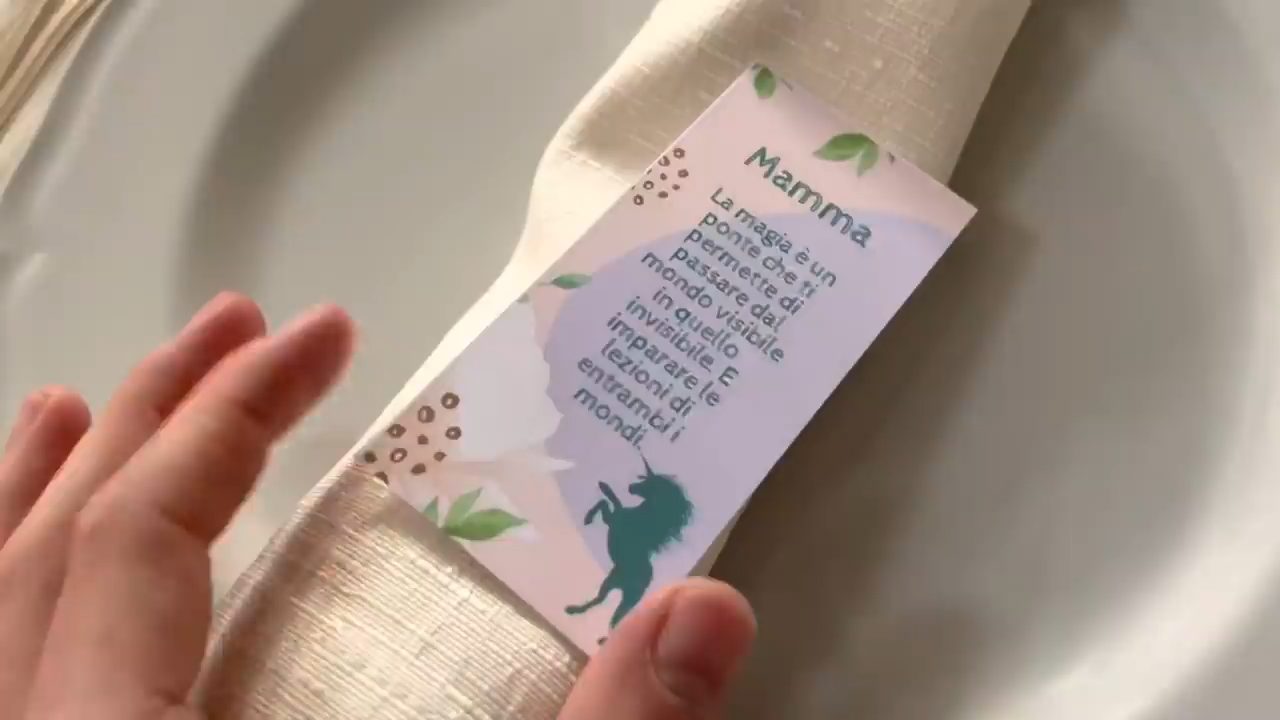 Mamma
La magia è un
ponte che ti
permette di
passare dal
mondo visibile
in quello
invisibile. E
imparare le
lezioni di
entrambi i
mondi.